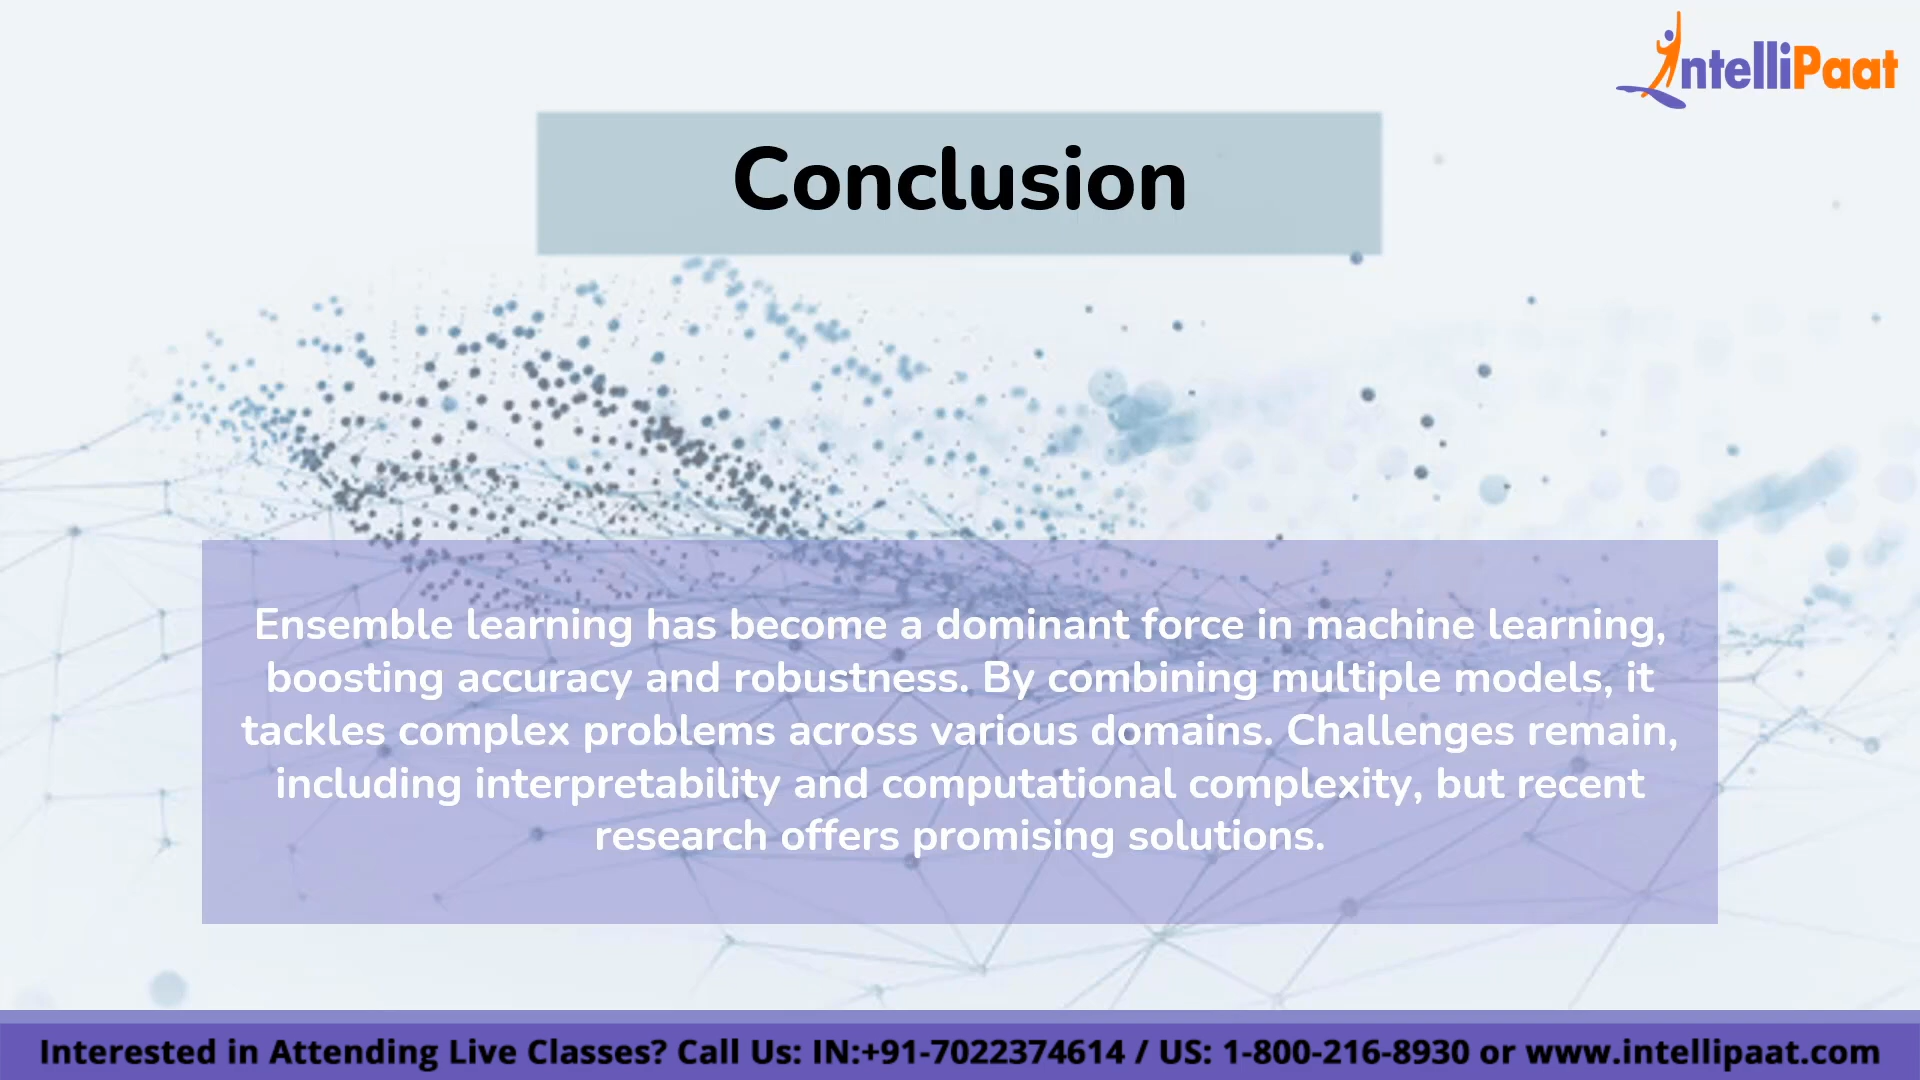 IntelliPaat
Conclusion
Ensemble learning has become a dominant force in machine learning,
boosting accuracy and robustness. By combining multiple models, it
tackles complex problems across various domains. Challenges remain,
including interpretability and computational complexity, but recent
research offers promising solutions.
Interested in Attending Live Classes? Call Us: IN:+91-7022374614 / US: 1-800-216-8930 or www.intellipaat.com